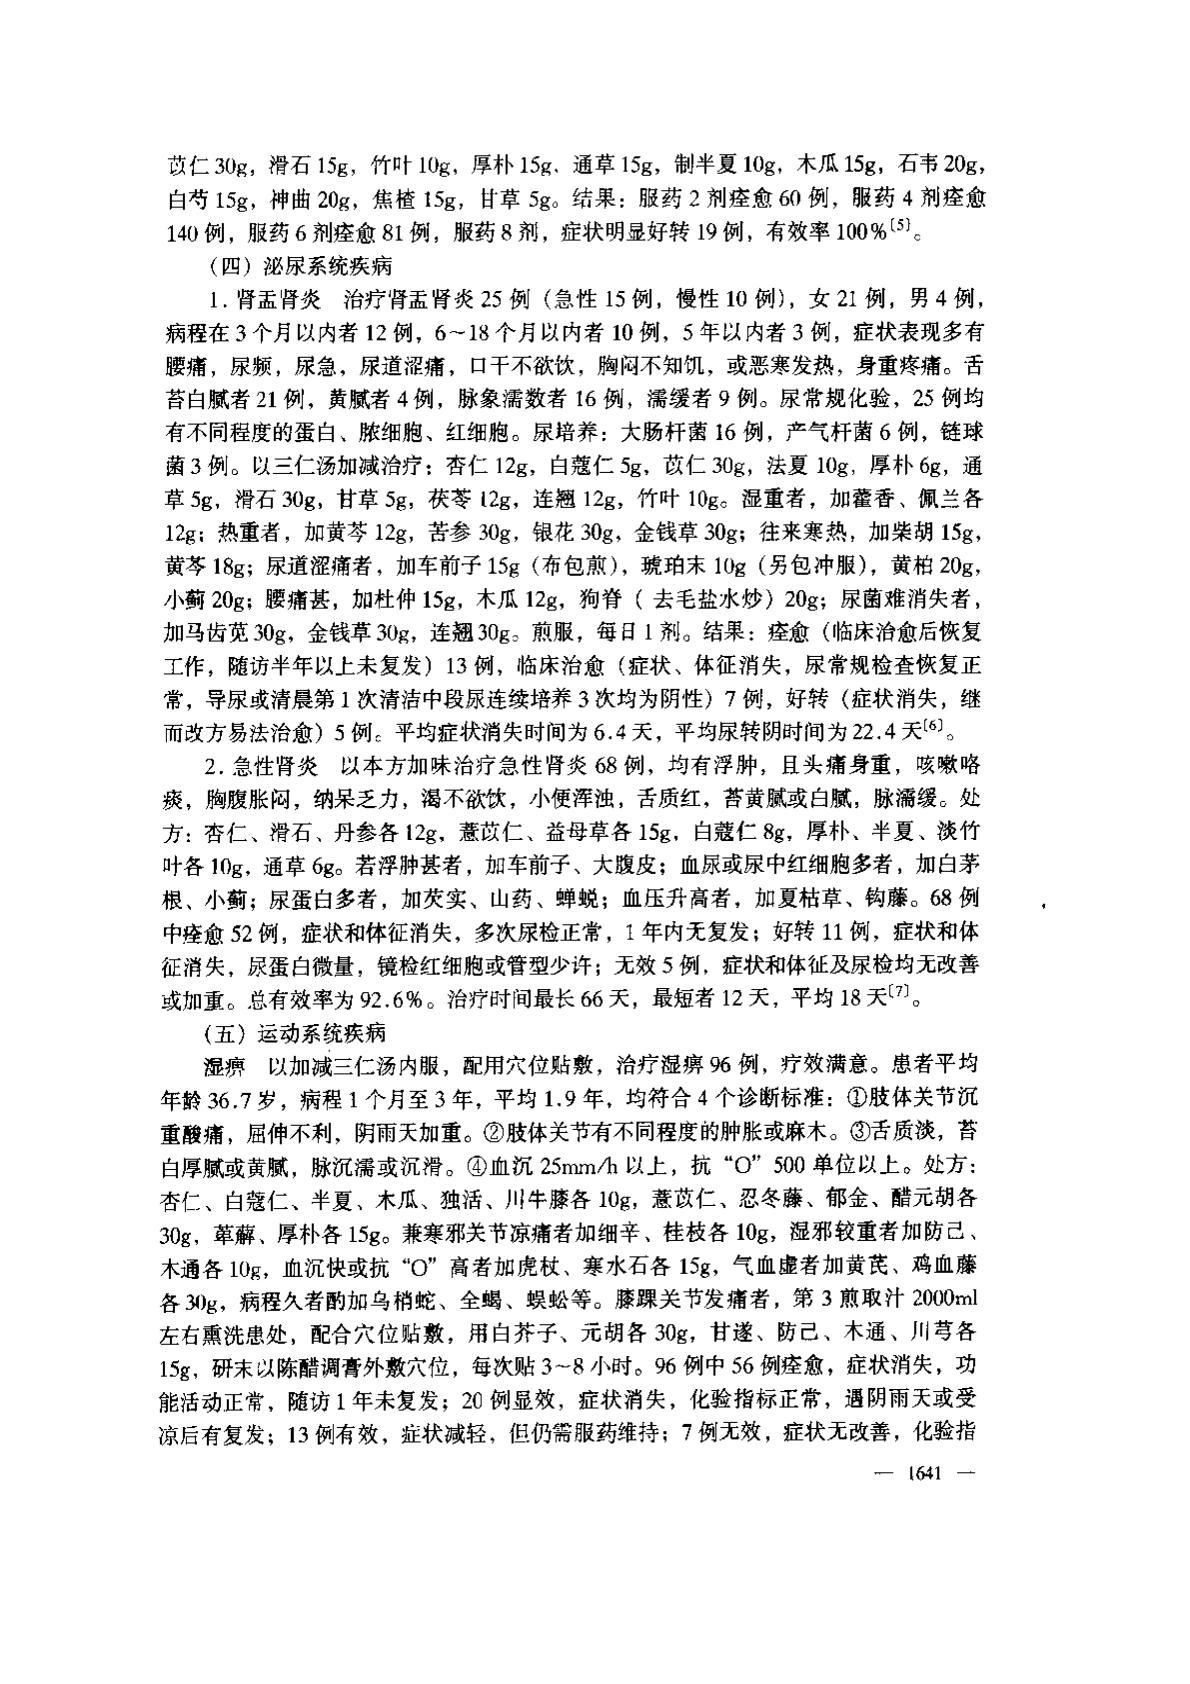 苡仁 30g，滑石 15g，竹叶 10g，厚朴 15g，通草 15g，制半夏 10g，木瓜 15g，石韦 20g，
白芍 15g，神曲 20g，焦楂 15g，甘草 5g。结果：服药 2 剂痊愈 60 例，服药 4 剂痊愈
140 例，服药 6 剂痊愈 81 例，服药 8 剂，症状明显好转 19 例，有效率 100%〔5〕。
（四）泌尿系统疾病
1. 肾盂肾炎　治疗肾盂肾炎 25 例（急性 15 例，慢性 10 例），女 21 例，男 4 例，
病程在 3 个月以内者 12 例，6～18 个月以内者 10 例，5 年以内者 3 例，症状表现多有
腰痛，尿频，尿急，尿道涩痛，口干不欲饮，胸闷不知饥，或恶寒发热，身重疼痛。舌
苔白腻者 21 例，黄腻者 4 例，脉象濡数者 16 例，濡缓者 9 例。尿常规化验，25 例均
有不同程度的蛋白、脓细胞、红细胞。尿培养：大肠杆菌 16 例，产气杆菌 6 例，链球
菌 3 例。以三仁汤加减治疗：杏仁 12g，白蔻仁 5g，苡仁 30g，法夏 10g，厚朴 6g，通
草 5g，滑石 30g，甘草 5g，茯苓 12g，连翘 12g，竹叶 10g。湿重者，加藿香、佩兰各
12g；热重者，加黄芩 12g，苦参 30g，银花 30g，金钱草 30g；往来寒热，加柴胡 15g，
黄芩 18g；尿道涩痛者，加车前子 15g（布包煎），琥珀末 10g（另包冲服），黄柏 20g，
小蓟 20g；腰痛甚，加杜仲 15g，木瓜 12g，狗脊（ 去毛盐水炒）20g；尿菌难消失者，
加马齿苋 30g，金钱草 30g，连翘 30g。煎服，每日 1 剂。结果：痊愈（临床治愈后恢复
工作，随访半年以上未复发）13 例，临床治愈（症状、体征消失，尿常规检查恢复正
常，导尿或清晨第 1 次清洁中段尿连续培养 3 次均为阴性）7 例，好转（症状消失，继
而改方易法治愈）5 例。平均症状消失时间为 6.4 天，平均尿转阴时间为 22.4 天〔6〕。
2. 急性肾炎　以本方加味治疗急性肾炎 68 例，均有浮肿，且头痛身重，咳嗽咯
痰，胸腹胀闷，纳呆乏力，渴不欲饮，小便浑浊，舌质红，苔黄腻或白腻，脉濡缓。处
方：杏仁、滑石、丹参各 12g，薏苡仁、益母草各 15g，白蔻仁 8g，厚朴、半夏、淡竹
叶各 10g，通草 6g。若浮肿甚者，加车前子、大腹皮；血尿或尿中红细胞多者，加白茅
根、小蓟；尿蛋白多者，加芡实、山药、蝉蜕；血压升高者，加夏枯草、钩藤。68 例
中痊愈 52 例，症状和体征消失，多次尿检正常，1 年内无复发；好转 11 例，症状和体
征消失，尿蛋白微量，镜检红细胞或管型少许；无效 5 例，症状和体征及尿检均无改善
或加重。总有效率为 92.6%。治疗时间最长 66 天，最短者 12 天，平均 18 天〔7〕。
（五）运动系统疾病
湿痹　以加减三仁汤内服，配用穴位贴敷，治疗湿痹 96 例，疗效满意。患者平均
年龄 36.7 岁，病程 1 个月至 3 年，平均 1.9 年，均符合 4 个诊断标准：①肢体关节沉
重酸痛，屈伸不利，阴雨天加重。②肢体关节有不同程度的肿胀或麻木。③舌质淡，苔
白厚腻或黄腻，脉沉濡或沉滑。④血沉 25mm/h 以上，抗“O”500 单位以上。处方：
杏仁、白蔻仁、半夏、木瓜、独活、川牛膝各 10g，薏苡仁、忍冬藤、郁金、醋元胡各
30g，萆薢、厚朴各 15g。兼寒邪关节凉痛者加细辛、桂枝各 10g，湿邪较重者加防己、
木通各 10g，血沉快或抗“O”高者加虎杖、寒水石各 15g，气血虚者加黄芪、鸡血藤
各 30g，病程久者酌加乌梢蛇、全蝎、蜈蚣等。膝踝关节发痛者，第 3 煎取汁 2000ml
左右熏洗患处，配合穴位贴敷，用白芥子、元胡各 30g，甘遂、防己、木通、川芎各
15g，研末以陈醋调膏外敷穴位，每次贴 3～8 小时。96 例中 56 例痊愈，症状消失，功
能活动正常，随访 1 年未复发；20 例显效，症状消失，化验指标正常，遇阴雨天或受
凉后有复发；13 例有效，症状减轻，但仍需服药维持；7 例无效，症状无改善，化验指
— 1641 —